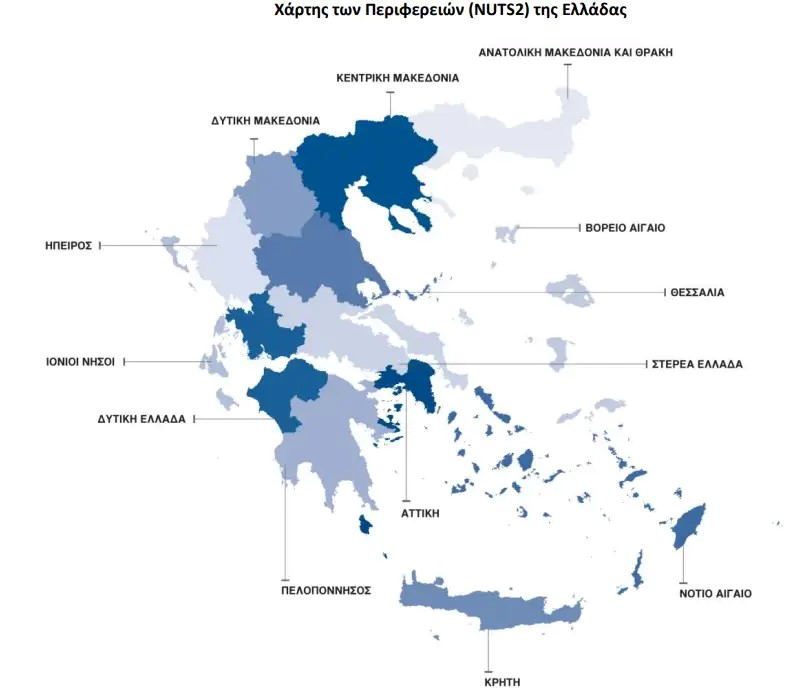 Χάρτης των Περιφερειών (NUTS2) της Ελλάδας
ΑΝΑΤΟΛΙΚΗ ΜΑΚΕΔΟΝΙΑ ΚΑΙ ΘΡΑΚΗ
ΚΕΝΤΡΙΚΗ ΜΑΚΕΔΟΝΙΑ
ΔΥΤΙΚΗ ΜΑΚΕΔΟΝΙΑ
ΒΟΡΕΙΟ ΑΙΓΑΙΟ
ΗΠΕΙΡΟΣ
ΘΕΣΣΑΛΙΑ
ΙΟΝΙΟΙ ΝΗΣΟΙ
ΣΤΕΡΕΑ ΕΛΛΑΔΑ
ΔΥΤΙΚΗ ΕΛΛΑΔΑ
ΑΤΤΙΚΗ
ΠΕΛΟΠΟΝΝΗΣΟΣ
ΝΟΤΙΟ ΑΙΓΑΙΟ
ΚΡΗΤΗ